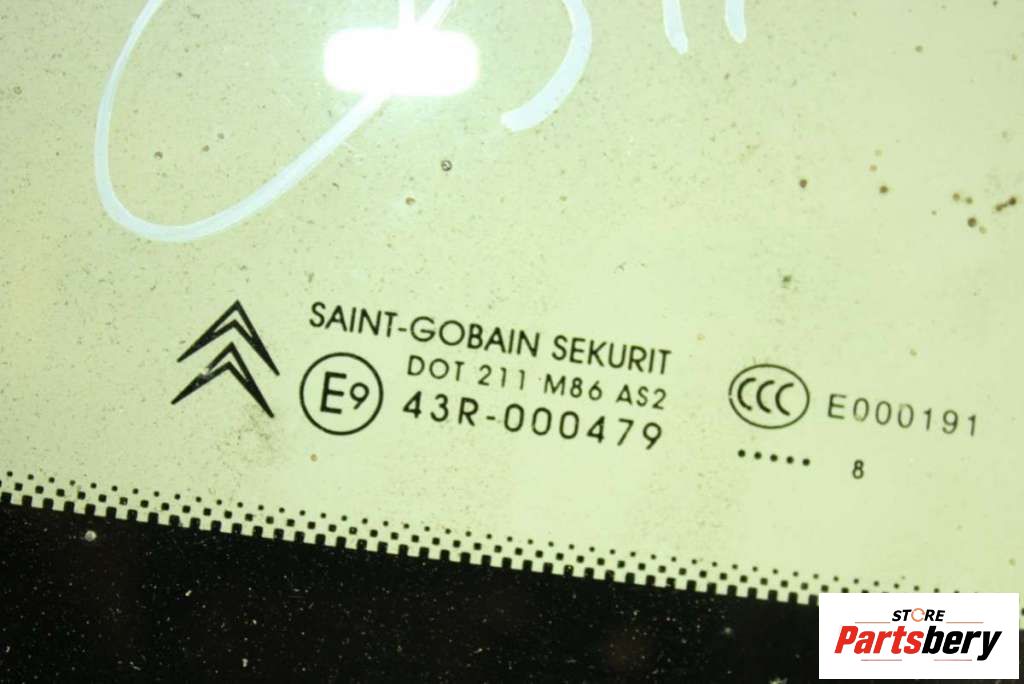 SAINT-GOBAIN SEKURIT
DOT 211 M86 AS2
E9 43R-000479
CCC E000191
..... 8
STORE
Partsbery